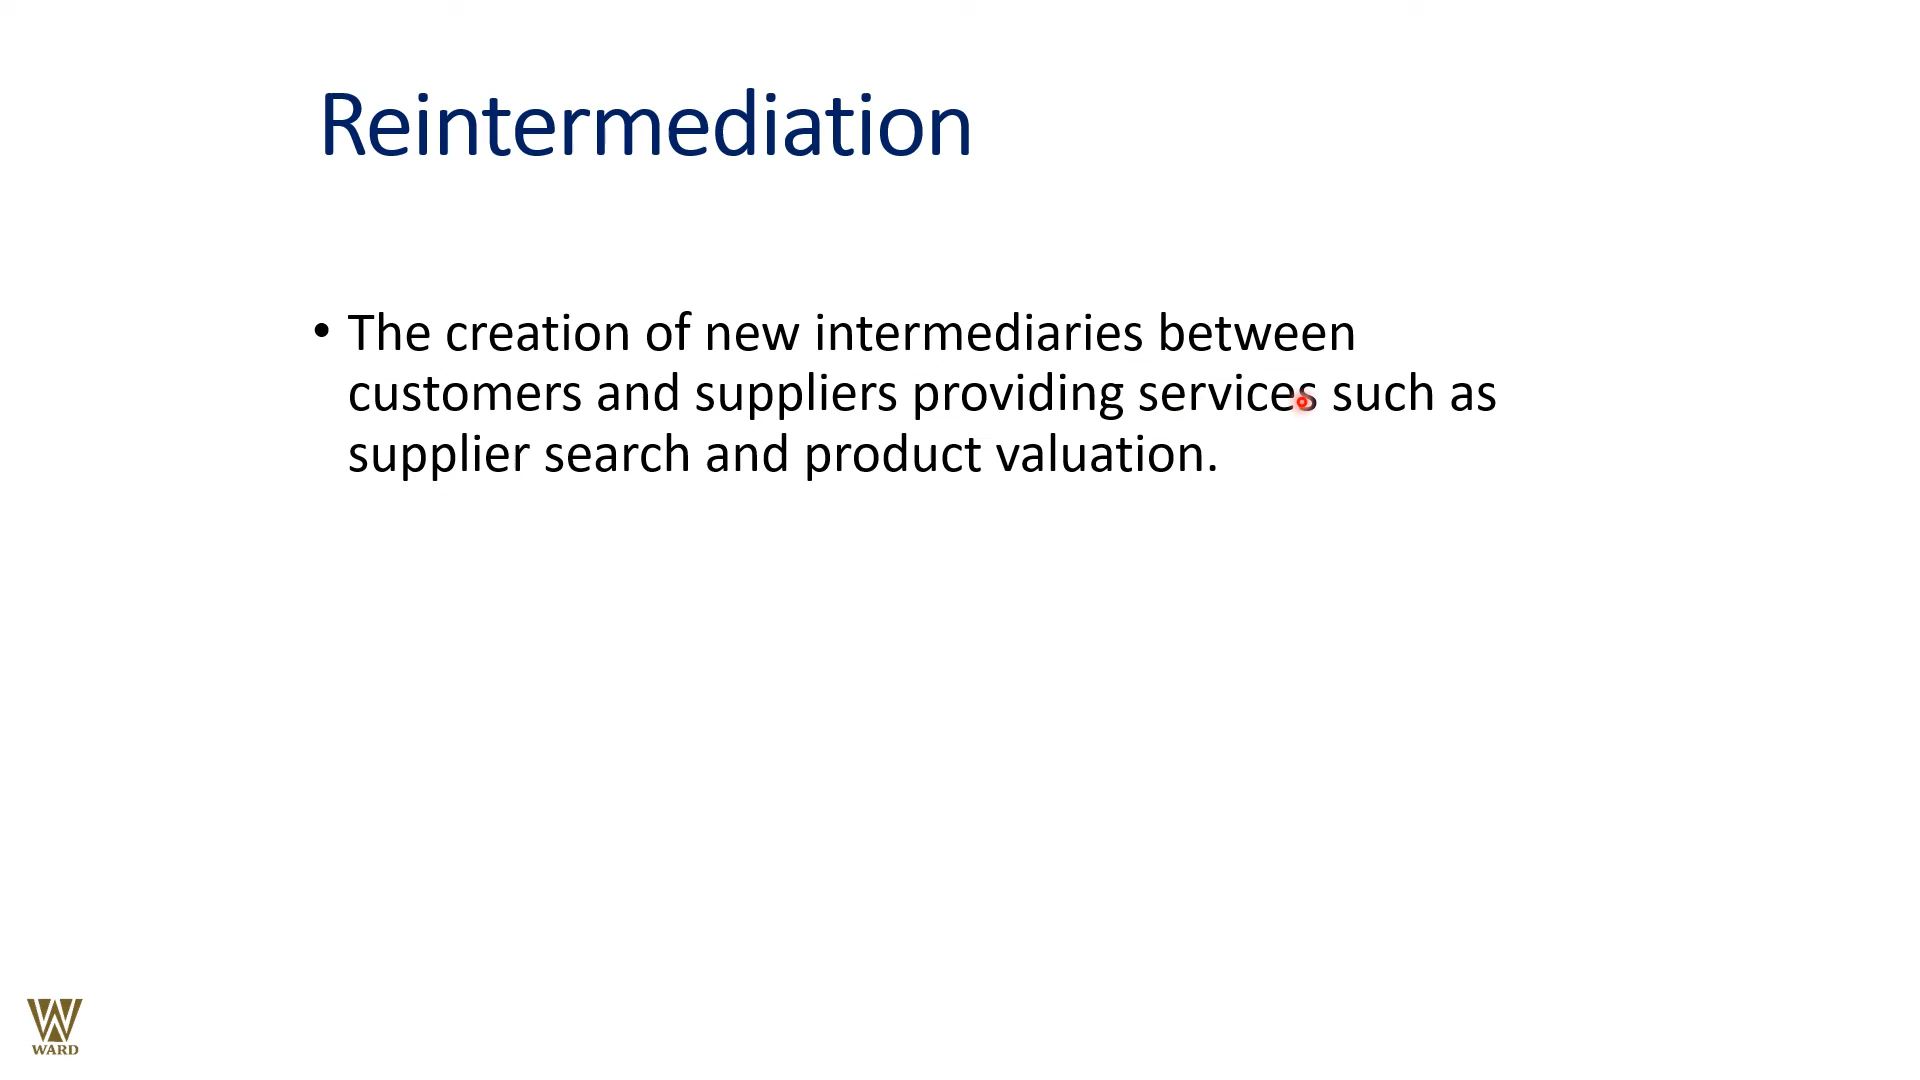 Reintermediation
• The creation of new intermediaries between
customers and suppliers providing services such as
supplier search and product valuation.
WARD